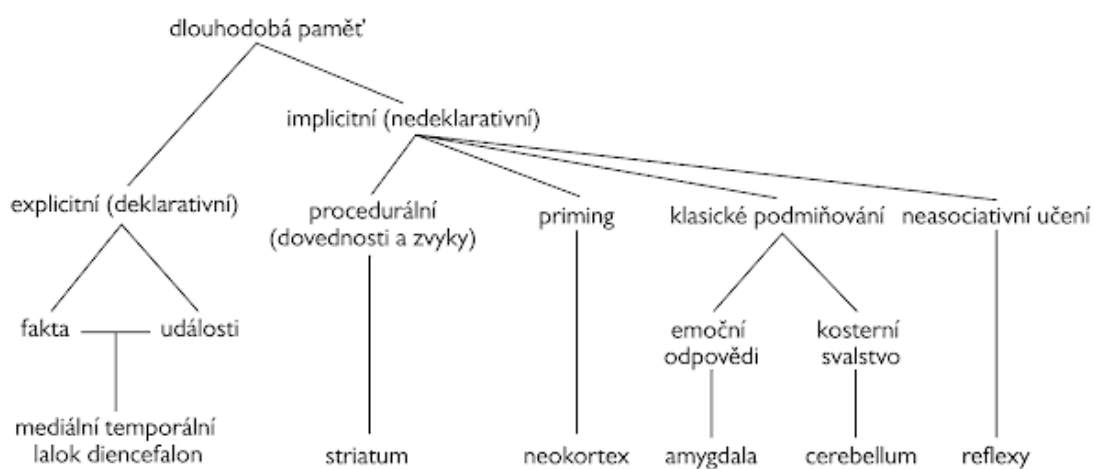 dlouhodobá paměť
implicitní (nedeklarativní)
explicitní (deklarativní)
procedurální
(dovednosti a zvyky)
priming
klasické podmiňování
neasociativní učení
fakta
události
emoční
odpovědi
kosterní
svalstvo
mediální temporální
lalok diencefalon
striatum
neokortex
amygdala
cerebellum
reflexy